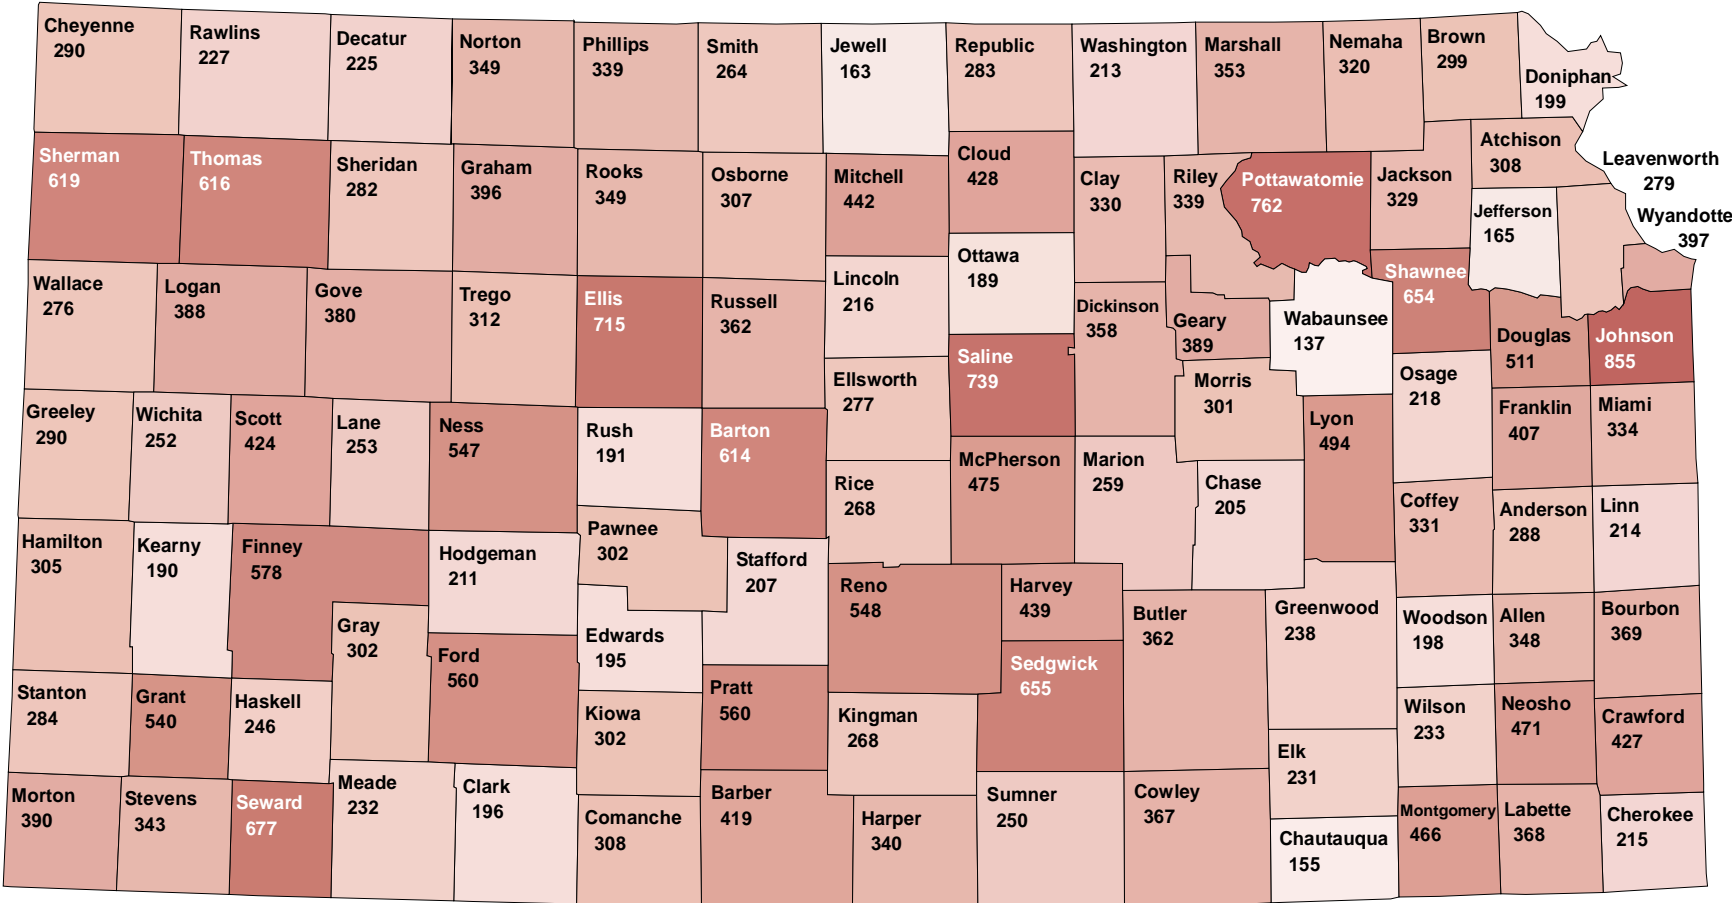 Cheyenne
290
Rawlins
227
Decatur
225
Norton
349
Phillips
339
Smith
264
Jewell
163
Republic
283
Washington
213
Marshall
353
Nemaha
320
Brown
299
Doniphan
199
Sherman
619
Thomas
616
Sheridan
282
Graham
396
Rooks
349
Osborne
307
Mitchell
442
Cloud
428
Clay
330
Riley
339
Pottawatomie
762
Jackson
329
Atchison
308
Jefferson
165
Leavenworth
279
Wyandotte
397
Wallace
276
Logan
388
Gove
380
Trego
312
Ellis
715
Russell
362
Lincoln
216
Ottawa
189
Saline
739
Dickinson
358
Geary
389
Wabaunsee
137
Shawnee
654
Douglas
511
Johnson
855
Ellsworth
277
Morris
301
Osage
218
Greeley
290
Wichita
252
Scott
424
Lane
253
Ness
547
Rush
191
Barton
614
Rice
268
McPherson
475
Marion
259
Chase
205
Lyon
494
Franklin
407
Miami
334
Coffey
331
Anderson
288
Linn
214
Hamilton
305
Kearny
190
Finney
578
Hodgeman
211
Pawnee
302
Stafford
207
Reno
548
Harvey
439
Butler
362
Greenwood
238
Woodson
198
Allen
348
Bourbon
369
Gray
302
Ford
560
Edwards
195
Sedgwick
655
Stanton
284
Grant
540
Haskell
246
Kiowa
302
Pratt
560
Kingman
268
Elk
231
Wilson
233
Neosho
471
Crawford
427
Morton
390
Stevens
343
Seward
677
Meade
232
Clark
196
Comanche
308
Barber
419
Harper
340
Sumner
250
Cowley
367
Chautauqua
155
Montgomery
466
Labette
368
Cherokee
215